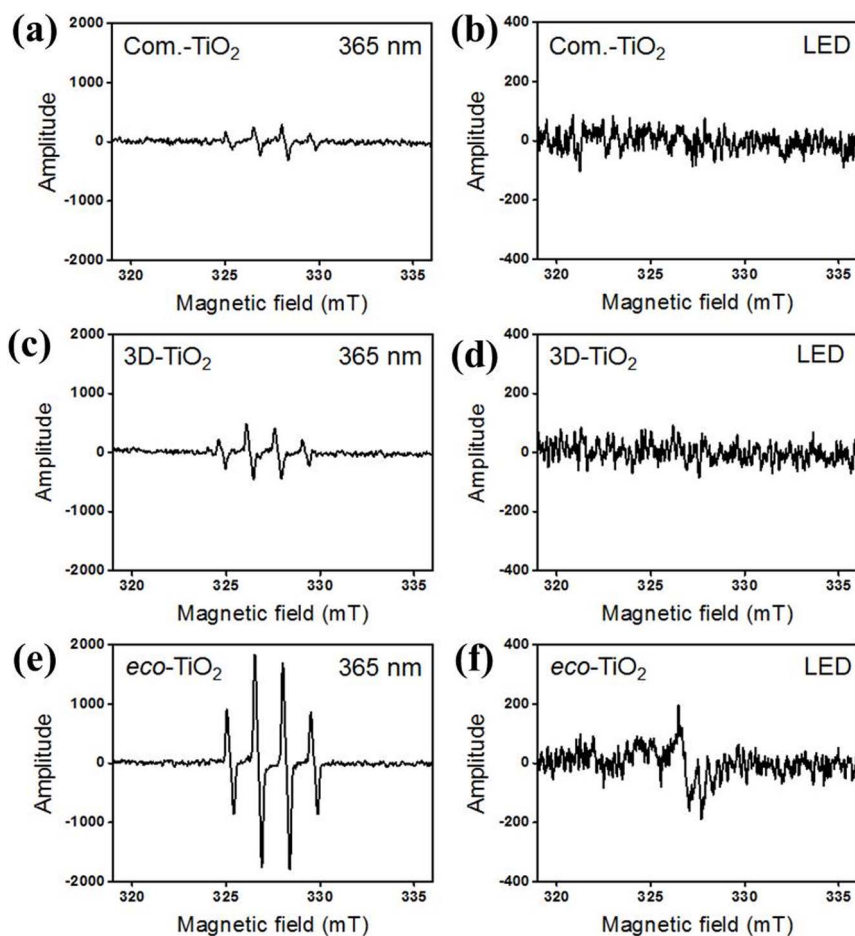 (a)
Com.-TiO₂ 365 nm
2000
1000
0
-1000
-2000
Amplitude
320 325 330 335
Magnetic field (mT)
(b)
Com.-TiO₂ LED
400
200
0
-200
-400
Amplitude
320 325 330 335
Magnetic field (mT)
(c)
3D-TiO₂ 365 nm
2000
1000
0
-1000
-2000
Amplitude
320 325 330 335
Magnetic field (mT)
(d)
3D-TiO₂ LED
400
200
0
-200
-400
Amplitude
320 325 330 335
Magnetic field (mT)
(e)
eco-TiO₂ 365 nm
2000
1000
0
-1000
-2000
Amplitude
320 325 330 335
Magnetic field (mT)
(f)
eco-TiO₂ LED
400
200
0
-200
-400
Amplitude
320 325 330 335
Magnetic field (mT)